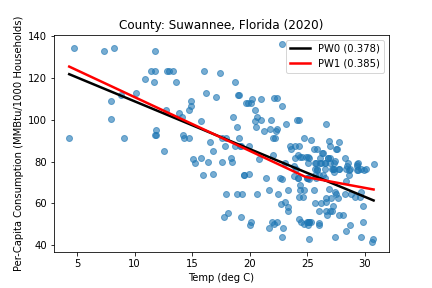 County: Suwannee, Florida (2020)
PW0 (0.378)
PW1 (0.385)
Per-Capita Consumption (MMBtu/1000 Households)
140
120
100
80
60
40
5 10 15 20 25 30
Temp (deg C)